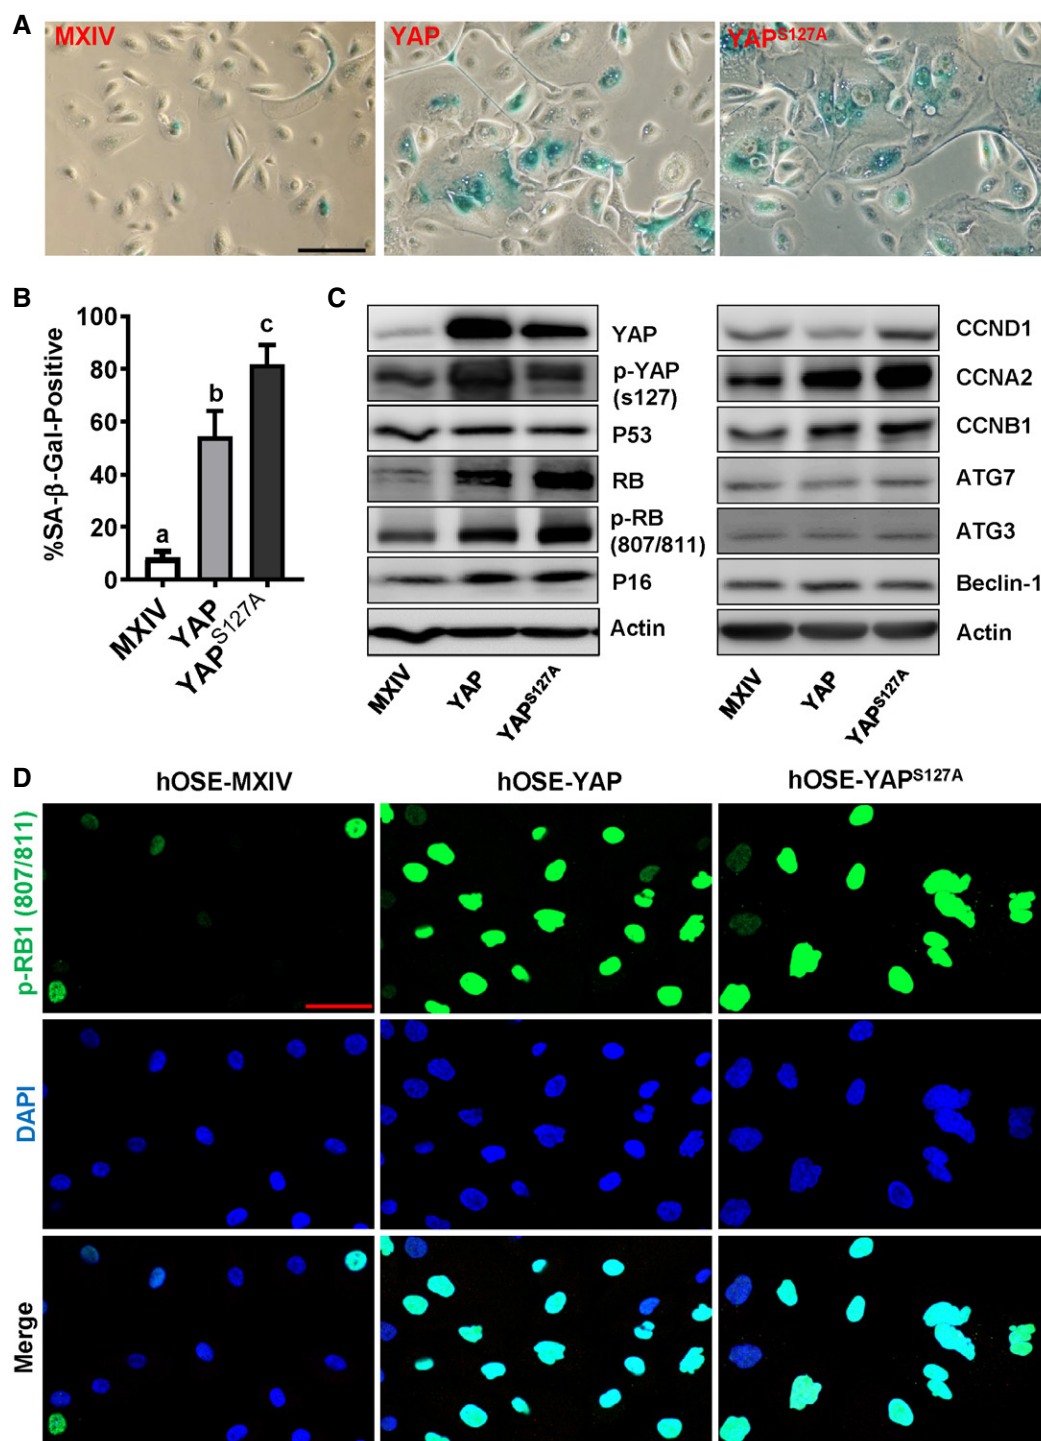 A
MXIV
YAP
YAPS127A
B
%SA-β-Gal-Positive
100
80
60
40
20
0
a
b
c
MXIV
YAP
YAPS127A
C
YAP
p-YAP
(s127)
P53
RB
p-RB
(807/811)
P16
Actin
MXIV
YAP
YAPS127A
CCND1
CCNA2
CCNB1
ATG7
ATG3
Beclin-1
Actin
MXIV
YAP
YAPS127A
D
hOSE-MXIV
hOSE-YAP
hOSE-YAPS127A
p-RB1 (807/811)
DAPI
Merge